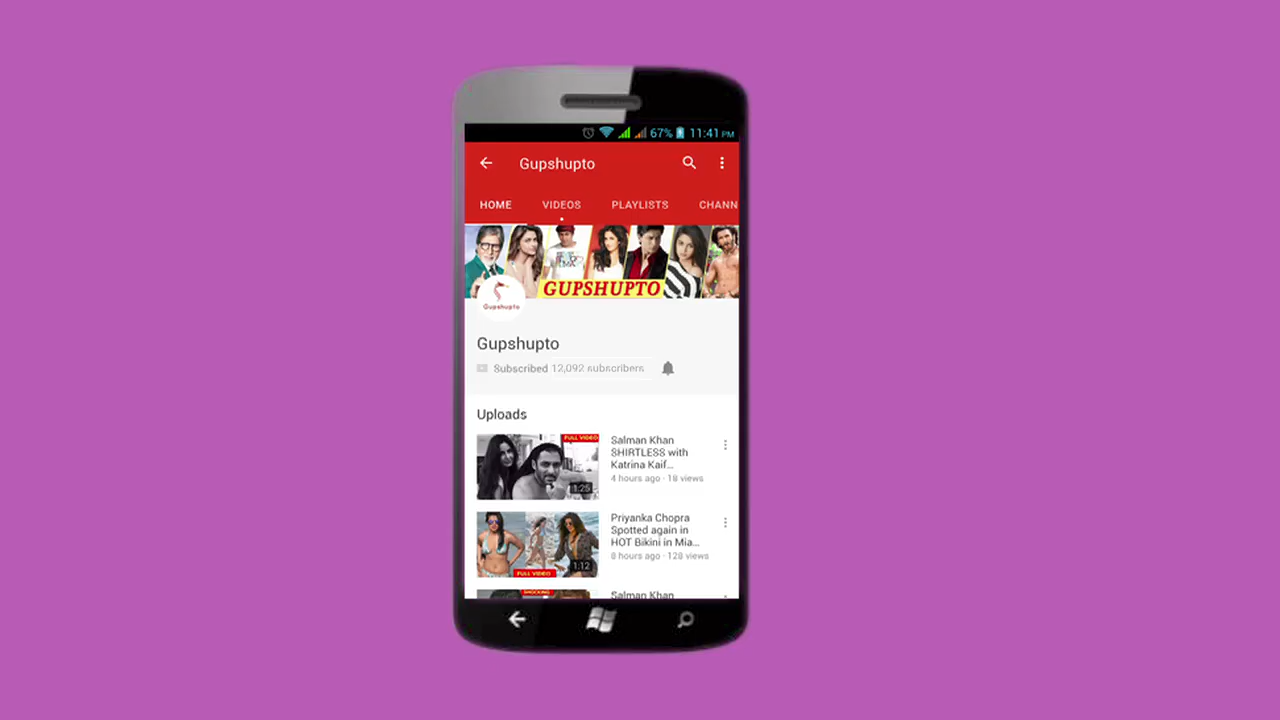 67% 11:41 PM
Gupshupto
HOME VIDEOS PLAYLISTS CHANN
GUPSHUPTO
Gupshupto
Gupshupto
Subscribed 12,092 subscribers
Uploads
FULL VIDEO
1:25
Salman Khan
SHIRTLESS with
Katrina Kaif...
4 hours ago · 18 views
FULL VIDEO
1:12
Priyanka Chopra
Spotted again in
HOT Bikini in Mia...
8 hours ago · 128 views
SHOCKING
Salman Khan